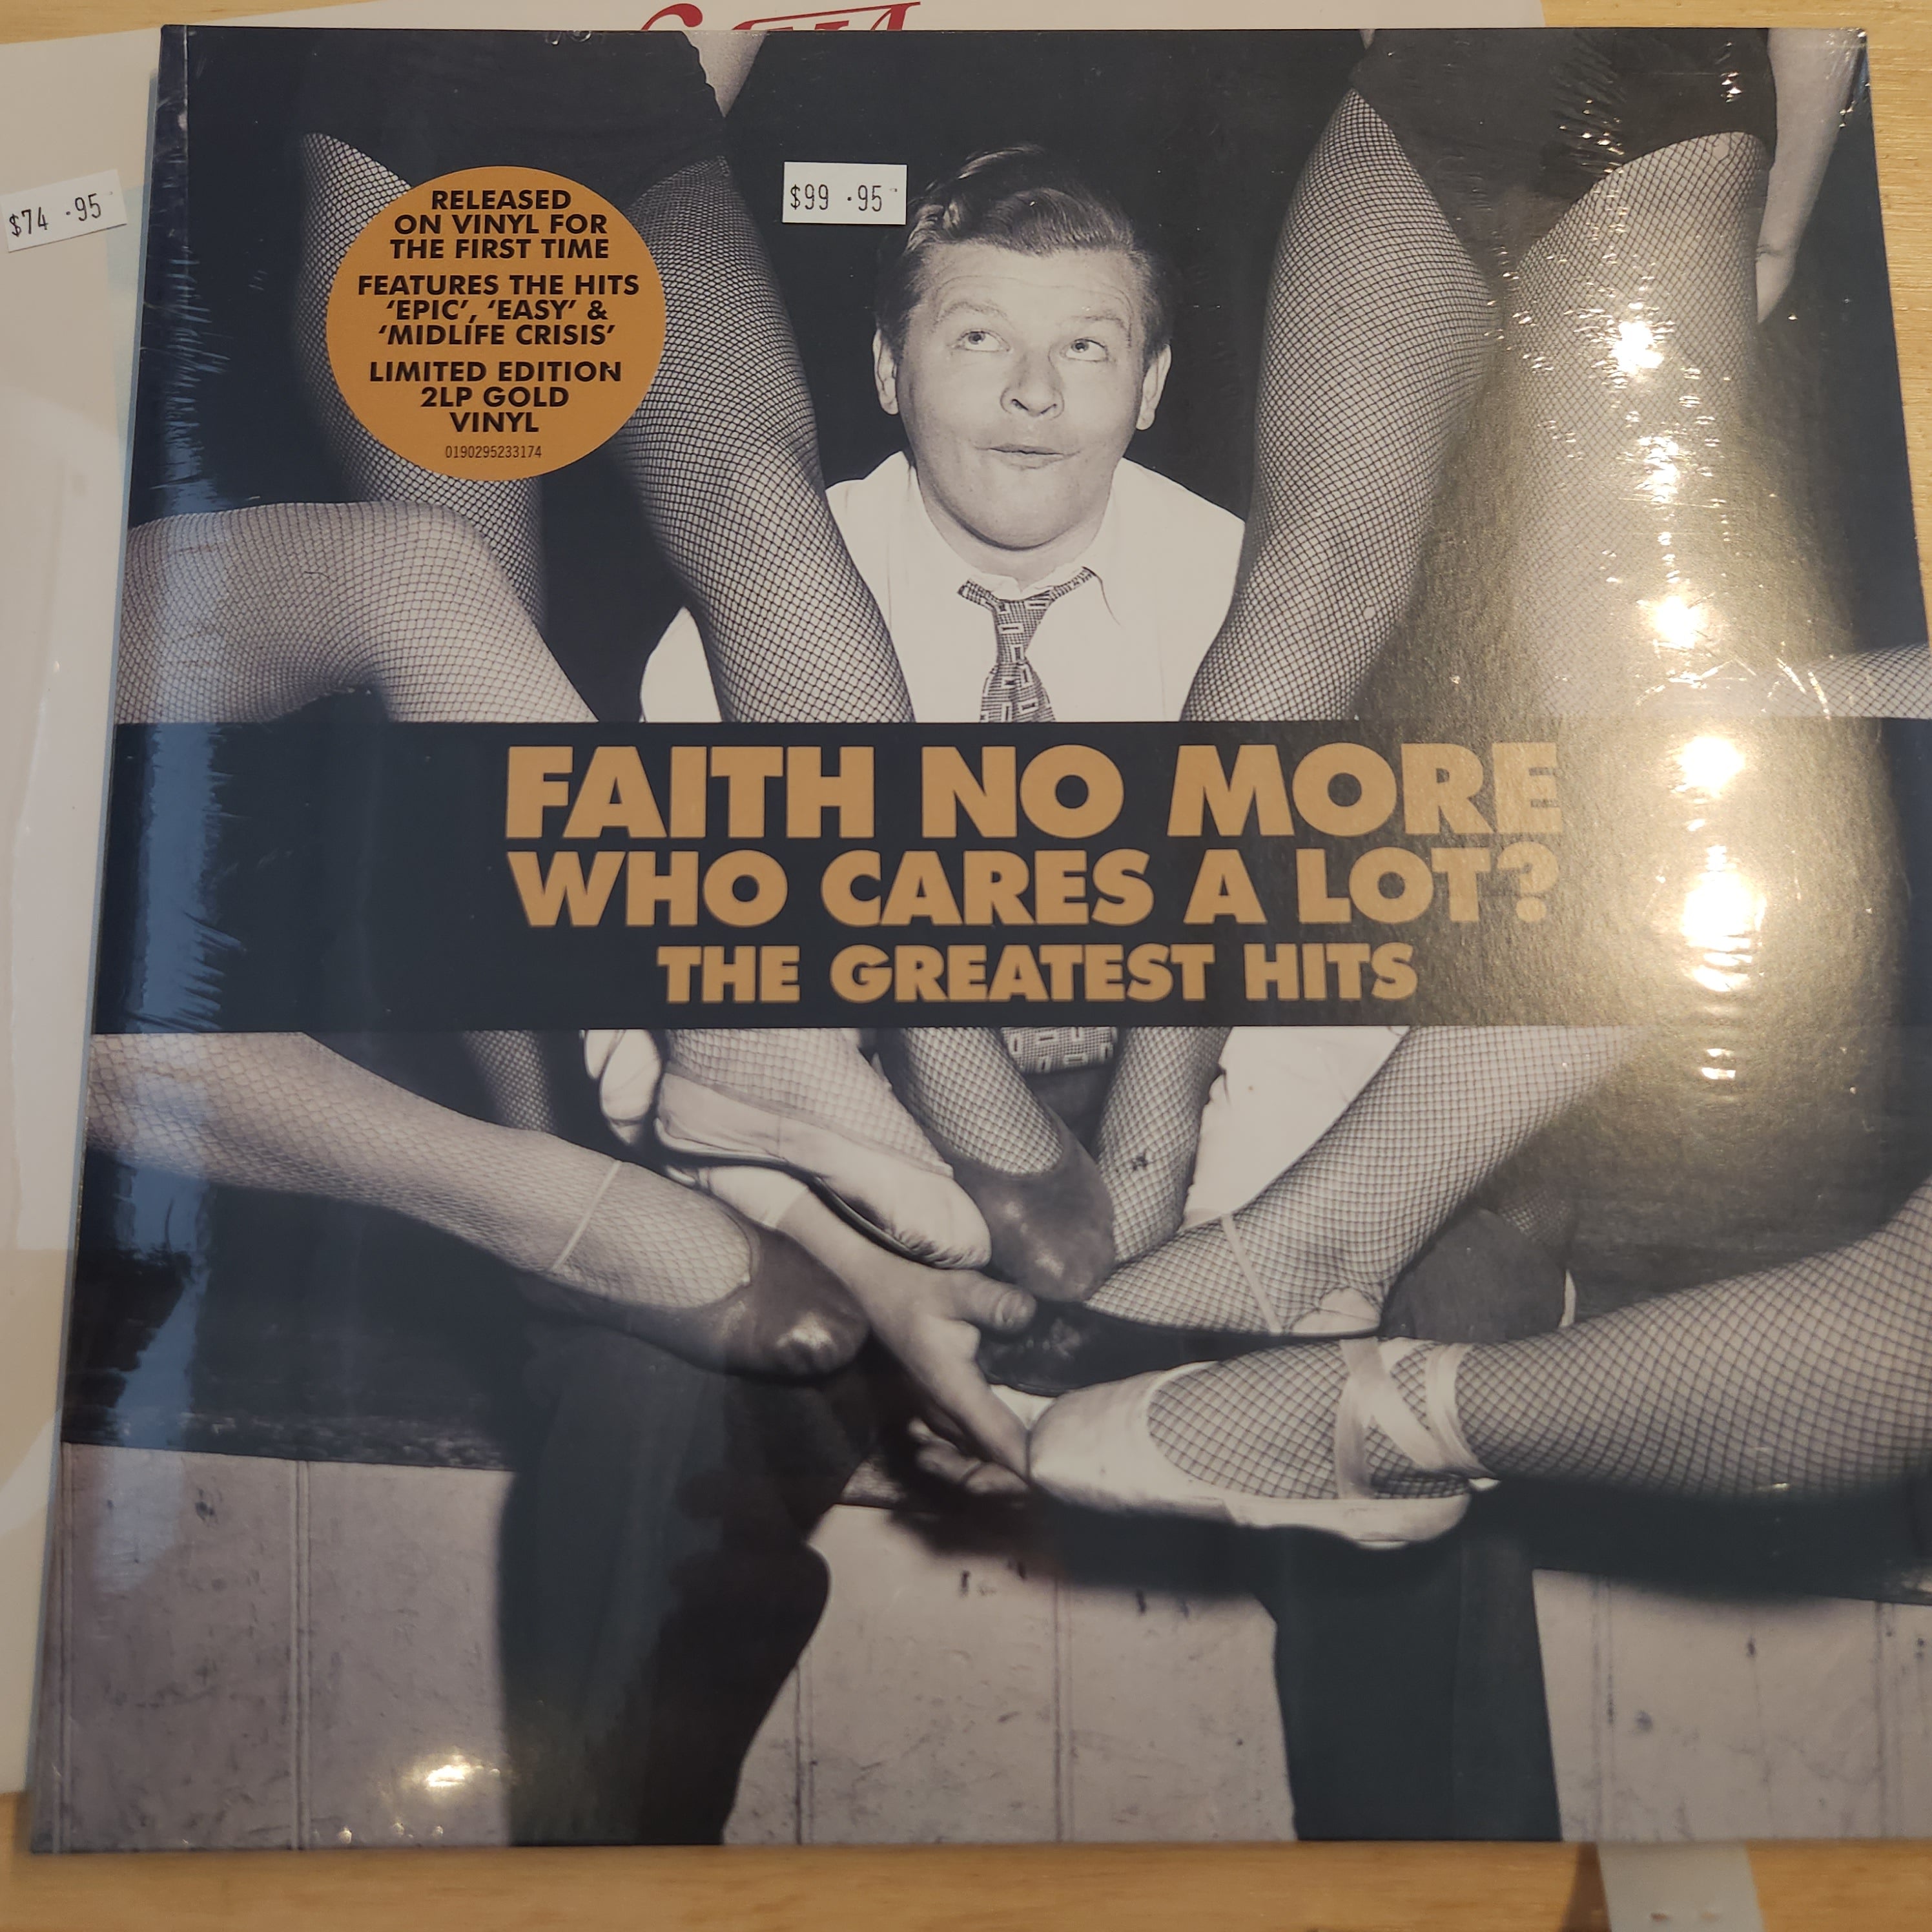 $74.95
$99.95
RELEASED
ON VINYL FOR
THE FIRST TIME
FEATURES THE HITS
‘EPIC’, ‘EASY’ &
‘MIDLIFE CRISIS’
LIMITED EDITION
2LP GOLD
VINYL
0190295233174
FAITH NO MORE
WHO CARES A LOT?
THE GREATEST HITS